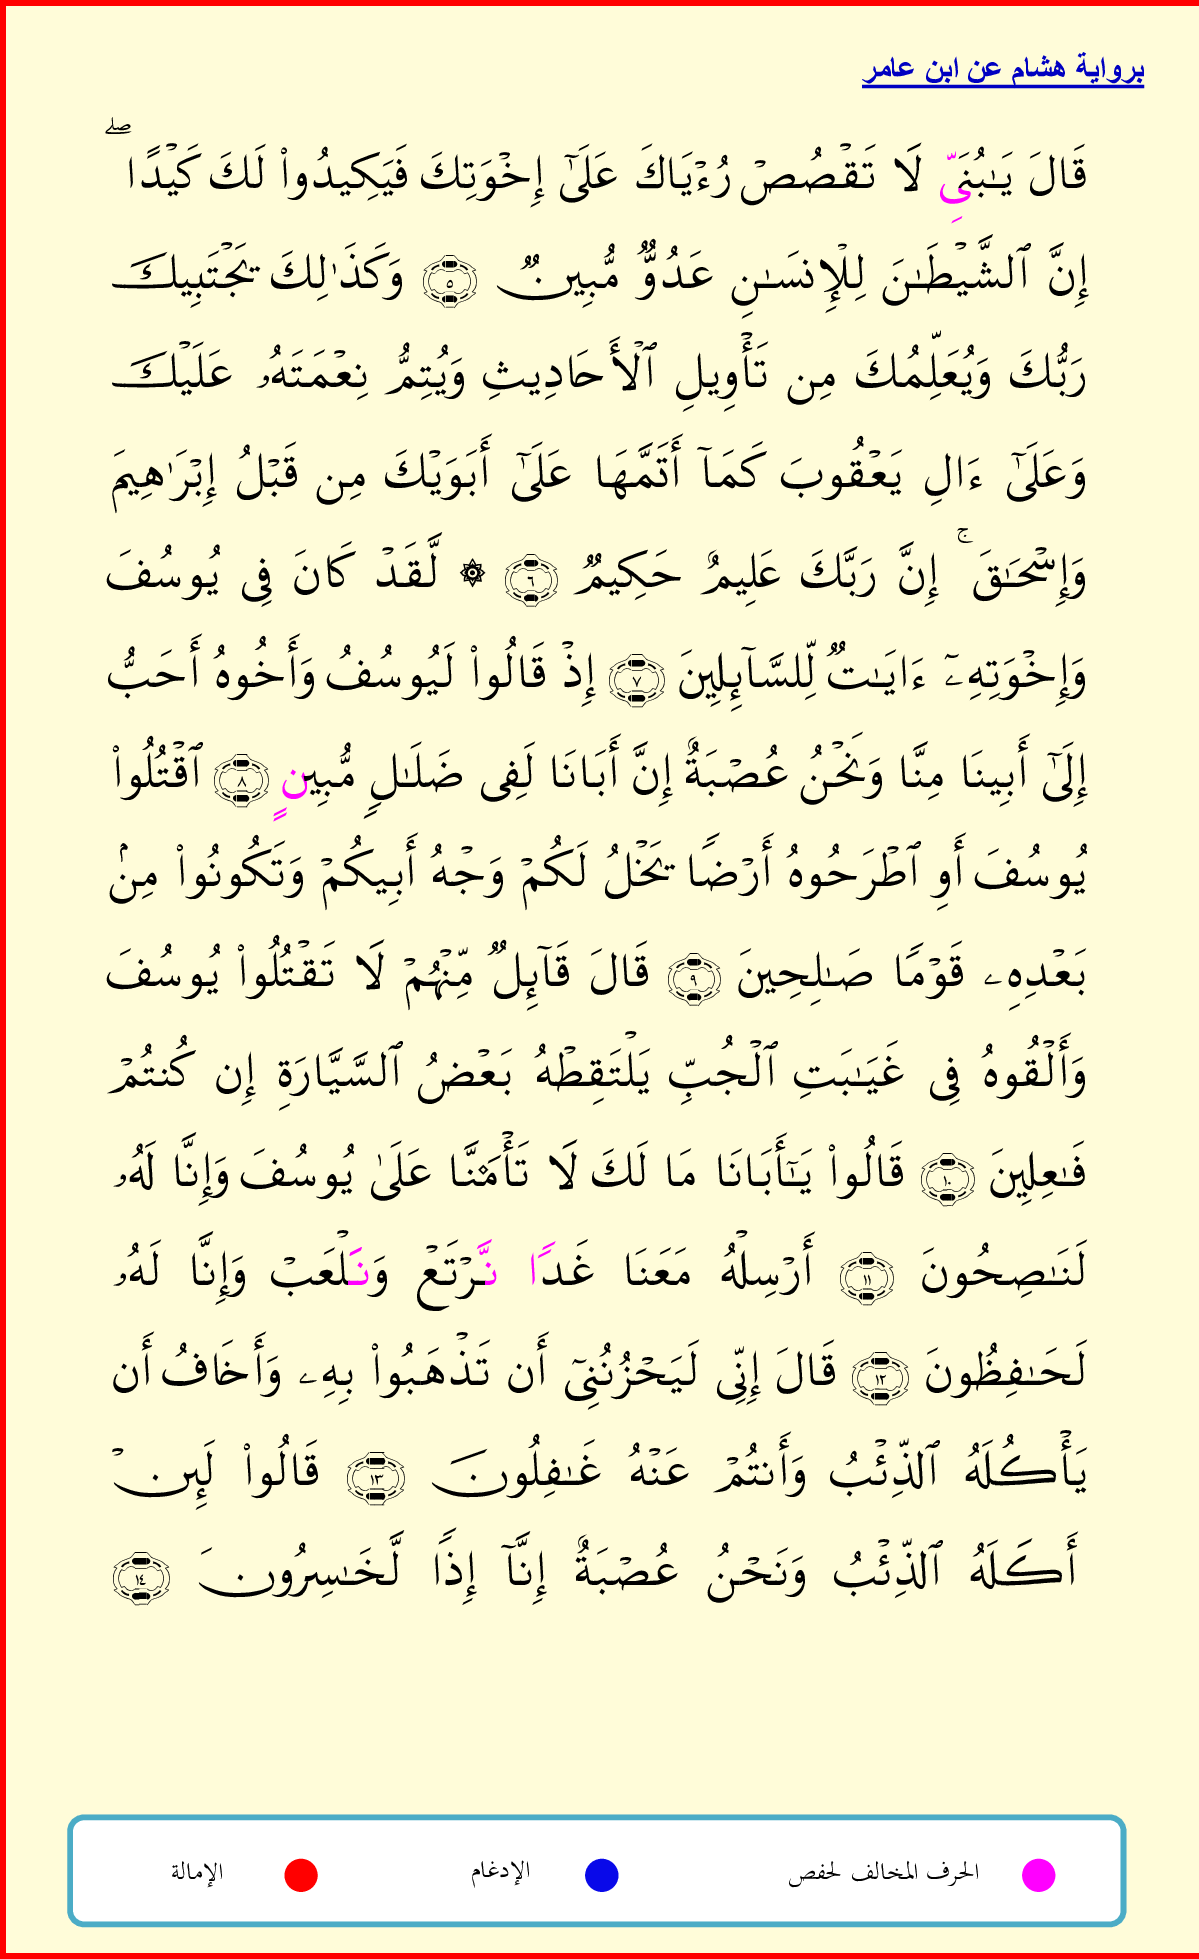 برواية هشام عن ابن عامر
قَالَ يَٰبُنَيِّ لَا تَقۡصُصۡ رُءۡيَاكَ عَلَىٰٓ إِخۡوَتِكَ فَيَكِيدُواْ لَكَ كَيۡدًاۖ
إِنَّ ٱلشَّيۡطَٰنَ لِلۡإِنسَٰنِ عَدُوّٞ مُّبِينٞ ٥ وَكَذَٰلِكَ يَجۡتَبِيكَ
رَبُّكَ وَيُعَلِّمُكَ مِن تَأۡوِيلِ ٱلۡأَحَادِيثِ وَيُتِمُّ نِعۡمَتَهُۥ عَلَيۡكَ
وَعَلَىٰٓ ءَالِ يَعۡقُوبَ كَمَآ أَتَمَّهَا عَلَىٰٓ أَبَوَيۡكَ مِن قَبۡلُ إِبۡرَٰهِيمَ
وَإِسۡحَٰقَۚ إِنَّ رَبَّكَ عَلِيمٌ حَكِيمٞ ٦ ۞ لَّقَدۡ كَانَ فِي يُوسُفَ
وَإِخۡوَتِهِۦٓ ءَايَٰتٞ لِّلسَّآئِلِينَ ٧ إِذۡ قَالُواْ لَيُوسُفُ وَأَخُوهُ أَحَبُّ
إِلَىٰٓ أَبِينَا مِنَّا وَنَحۡنُ عُصۡبَةٌ إِنَّ أَبَانَا لَفِي ضَلَٰلٖ مُّبِينٍ ٨ ٱقۡتُلُواْ
يُوسُفَ أَوِ ٱطۡرَحُوهُ أَرۡضٗا يَخۡلُ لَكُمۡ وَجۡهُ أَبِيكُمۡ وَتَكُونُواْ مِنۢ
بَعۡدِهِۦ قَوۡمٗا صَٰلِحِينَ ٩ قَالَ قَآئِلٞ مِّنۡهُمۡ لَا تَقۡتُلُواْ يُوسُفَ
وَأَلۡقُوهُ فِي غَيَٰبَتِ ٱلۡجُبِّ يَلۡتَقِطۡهُ بَعۡضُ ٱلسَّيَّارَةِ إِن كُنتُمۡ
فَٰعِلِينَ ١٠ قَالُواْ يَٰٓأَبَانَا مَا لَكَ لَا تَأۡمَ۬نَّا عَلَىٰ يُوسُفَ وَإِنَّا لَهُۥ
لَنَٰصِحُونَ ١١ أَرۡسِلۡهُ مَعَنَا غَدٗا نَّرۡتَعۡ وَنَلۡعَبۡ وَإِنَّا لَهُۥ
لَحَٰفِظُونَ ١٢ قَالَ إِنِّي لَيَحۡزُنُنِيٓ أَن تَذۡهَبُواْ بِهِۦ وَأَخَافُ أَن
يَأۡكُلَهُ ٱلذِّئۡبُ وَأَنتُمۡ عَنۡهُ غَٰفِلُونَ ١٣ قَالُواْ لَئِنۡ
أَكَلَهُ ٱلذِّئۡبُ وَنَحۡنُ عُصۡبَةٌ إِنَّآ إِذٗا لَّخَٰسِرُونَ ١٤
الحرف المخالف لحفص الإدغام الإمالة